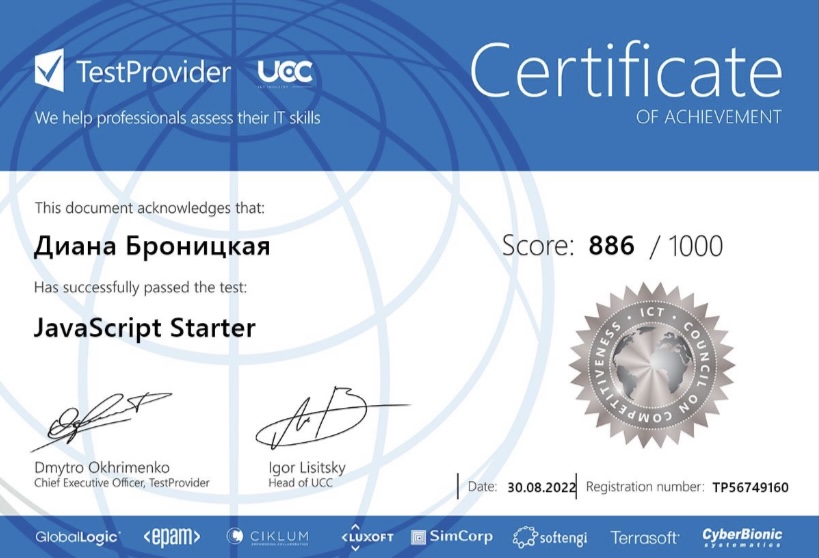 TestProvider
UCC
Certificate
OF ACHIEVEMENT
We help professionals assess their IT skills
This document acknowledges that:
Диана Броницкая
Score: 886 / 1000
Has successfully passed the test:
JavaScript Starter
ICT · COUNCIL ON COMPETITIVENESS ·
Dmytro Okhrimenko
Chief Executive Officer, TestProvider
Igor Lisitsky
Head of UCC
Date: 30.08.2022
Registration number: TP56749160
GlobalLogic
<epam>
CIKLUM
<LUXOFT
SimCorp
softengi
Terrasoft
CyberBionic
systematics